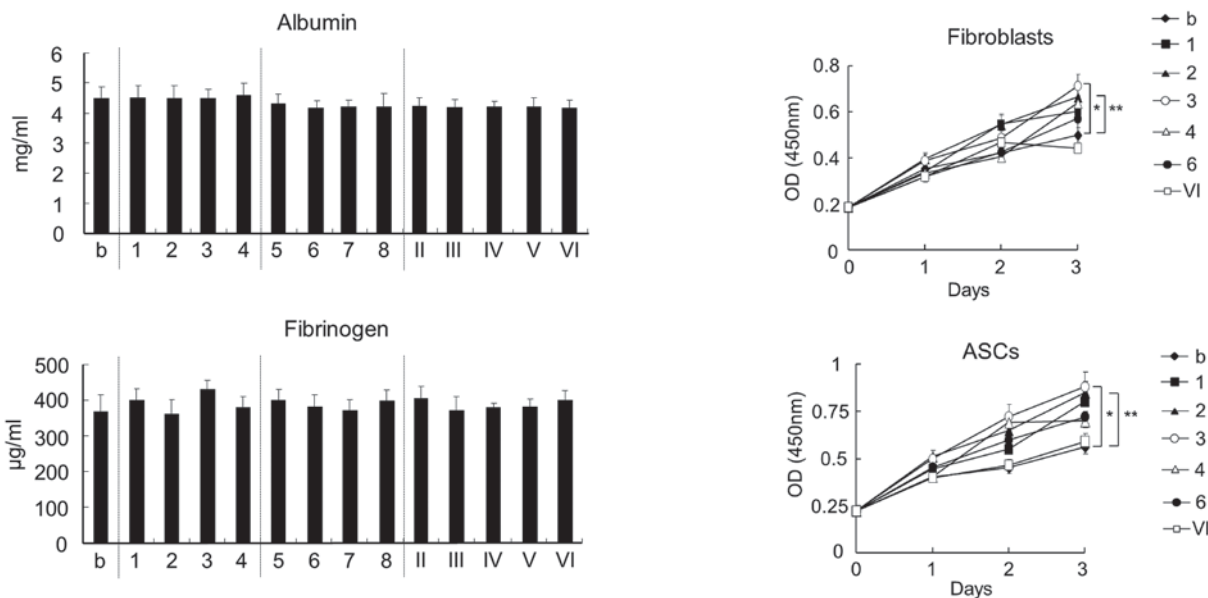 Albumin
mg/ml
6
5
4
3
2
1
0
b 1 2 3 4 5 6 7 8 II III IV V VI
Fibrinogen
µg/ml
500
400
300
200
100
0
b 1 2 3 4 5 6 7 8 II III IV V VI
Fibroblasts
OD (450nm)
0.8
0.6
0.4
0.2
0
0 1 2 3
Days
* **
b
1
2
3
4
6
VI
ASCs
OD (450nm)
1
0.75
0.5
0.25
0
0 1 2 3
Days
* **
b
1
2
3
4
6
VI